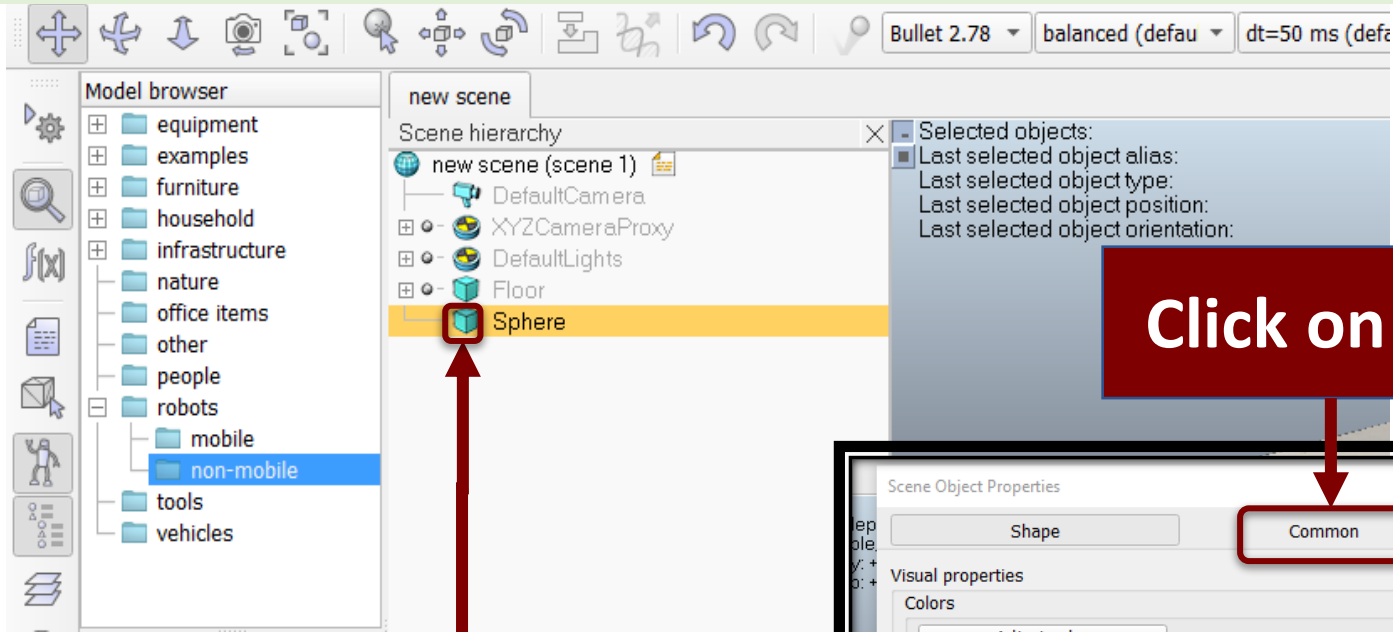 Bullet 2.78
balanced (defau
dt=50 ms (defa
Model browser
equipment
examples
furniture
household
infrastructure
nature
office items
other
people
robots
mobile
non-mobile
tools
vehicles
f(x)
new scene
Scene hierarchy
new scene (scene 1)
DefaultCamera
XYZCameraProxy
DefaultLights
Floor
Sphere
Selected objects:
Last selected object alias:
Last selected object type:
Last selected object position:
Last selected object orientation:
Click on
Scene Object Properties
Shape
Common
Visual properties
Colors